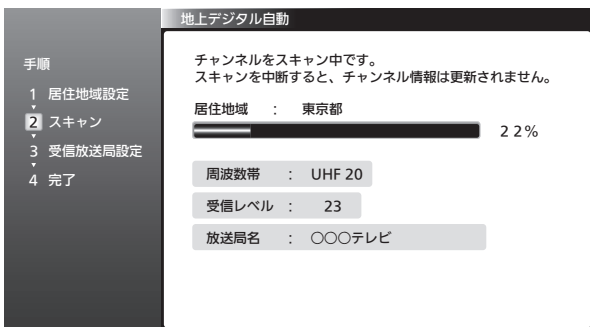 地上デジタル自動
手順
1 居住地域設定
2 スキャン
3 受信放送局設定
4 完了
チャンネルをスキャン中です。
スキャンを中断すると、チャンネル情報は更新されません。
居住地域 : 東京都
22%
周波数帯 : UHF 20
受信レベル : 23
放送局名 : ○○○テレビ